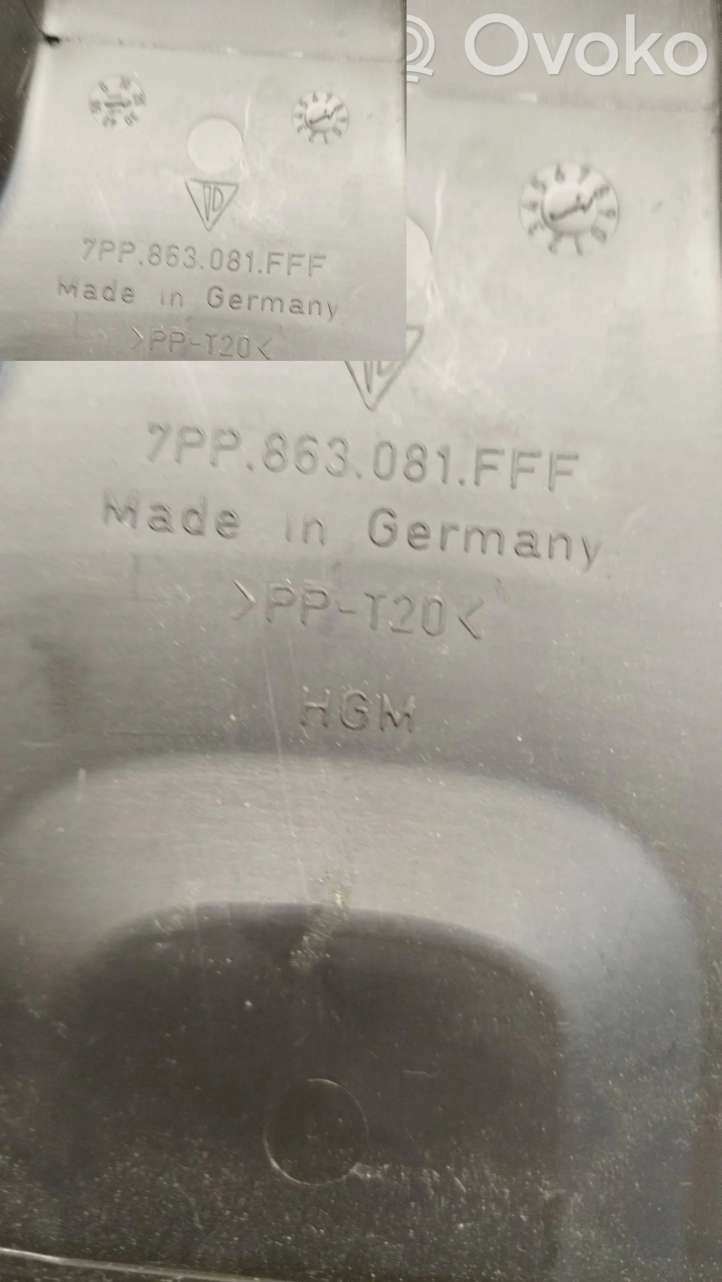 Ovoko
7PP.863.081.FFF
Made in Germany
>PP-T20<
7PP.863.081.FFF
Made in Germany
>PP-T20<
HGM